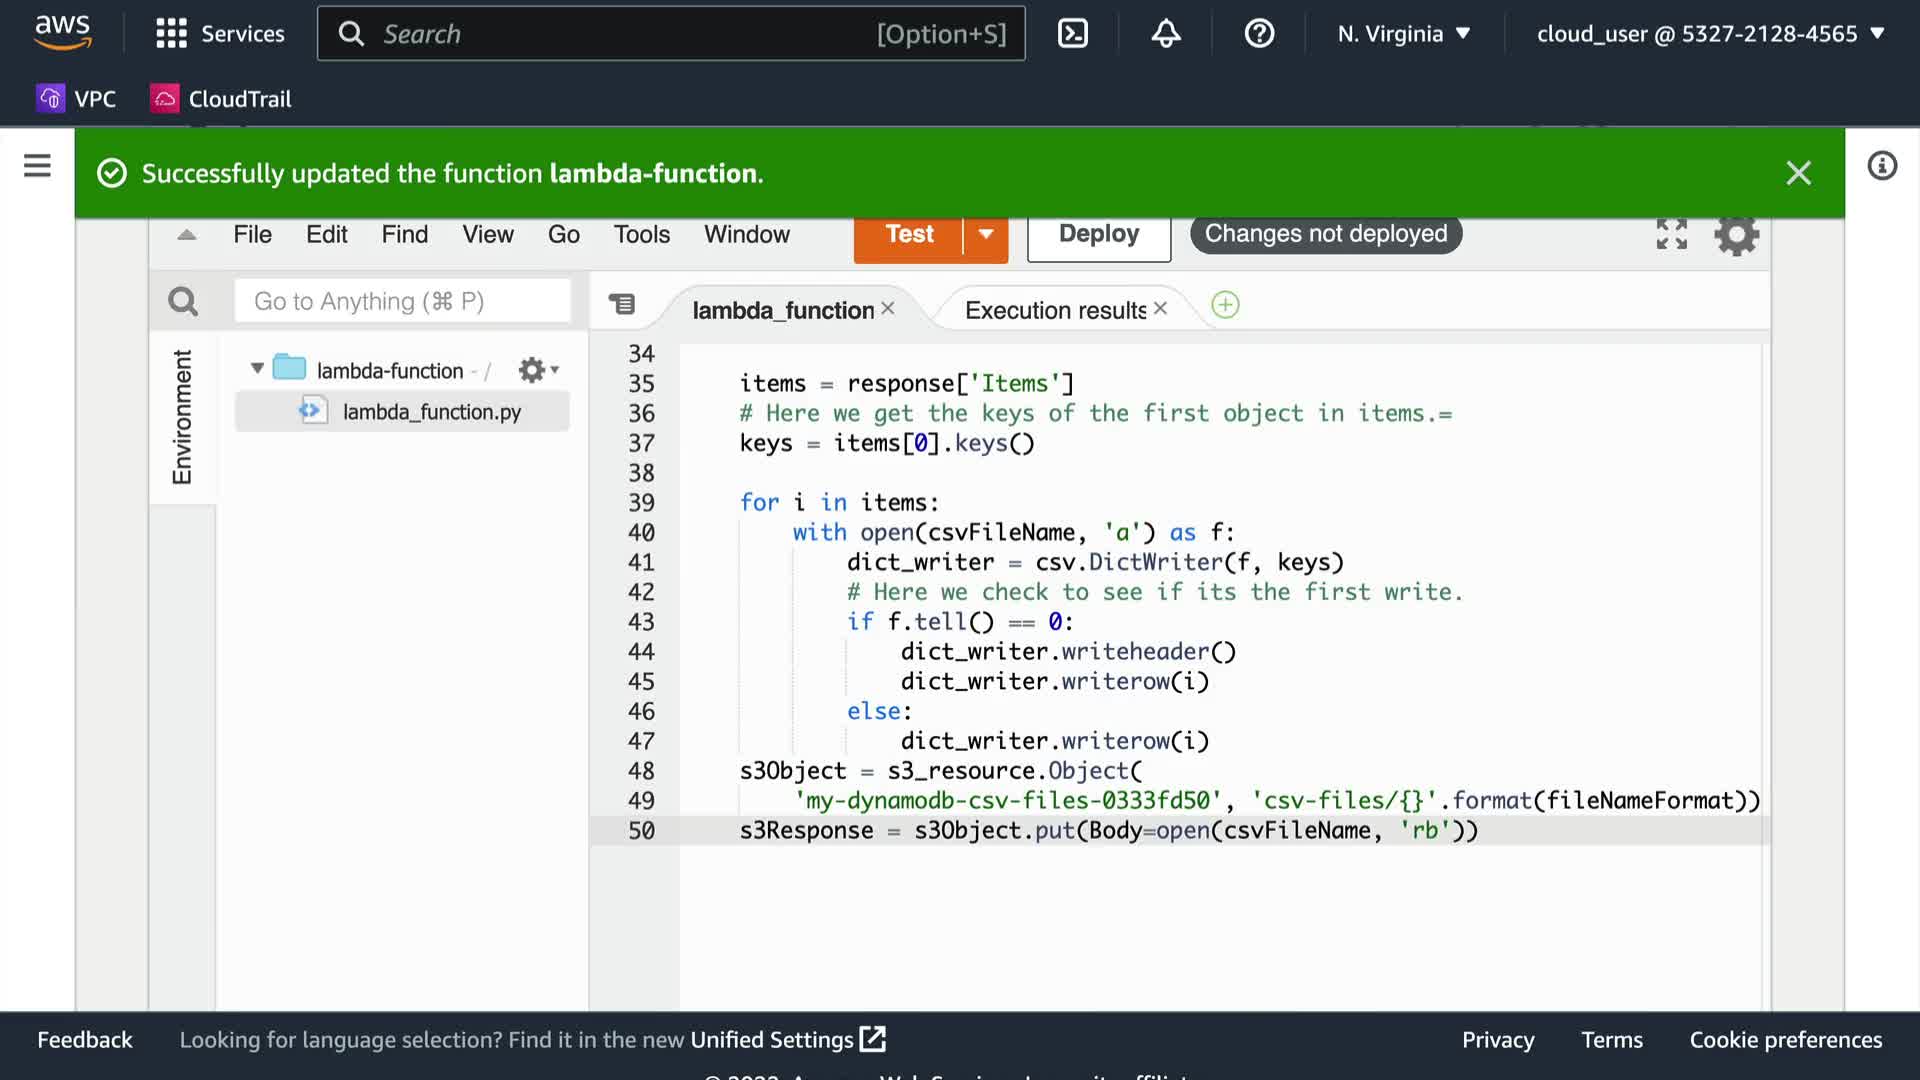 aws Services Search [Option+S] N. Virginia ▼ cloud_user @ 5327-2128-4565 ▼
VPC CloudTrail
Successfully updated the function lambda-function.
File Edit Find View Go Tools Window Test Deploy Changes not deployed
Go to Anything (⌘ P) lambda_function Execution results
Environment
lambda-function - /
lambda_function.py
34
35 items = response['Items']
36 # Here we get the keys of the first object in items.=
37 keys = items[0].keys()
38
39 for i in items:
40 with open(csvFileName, 'a') as f:
41 dict_writer = csv.DictWriter(f, keys)
42 # Here we check to see if its the first write.
43 if f.tell() == 0:
44 dict_writer.writeheader()
45 dict_writer.writerow(i)
46 else:
47 dict_writer.writerow(i)
48 s3Object = s3_resource.Object(
49 'my-dynamodb-csv-files-0333fd50', 'csv-files/{}'.format(fileNameFormat))
50 s3Response = s3Object.put(Body=open(csvFileName, 'rb'))
Feedback Looking for language selection? Find it in the new Unified Settings Privacy Terms Cookie preferences